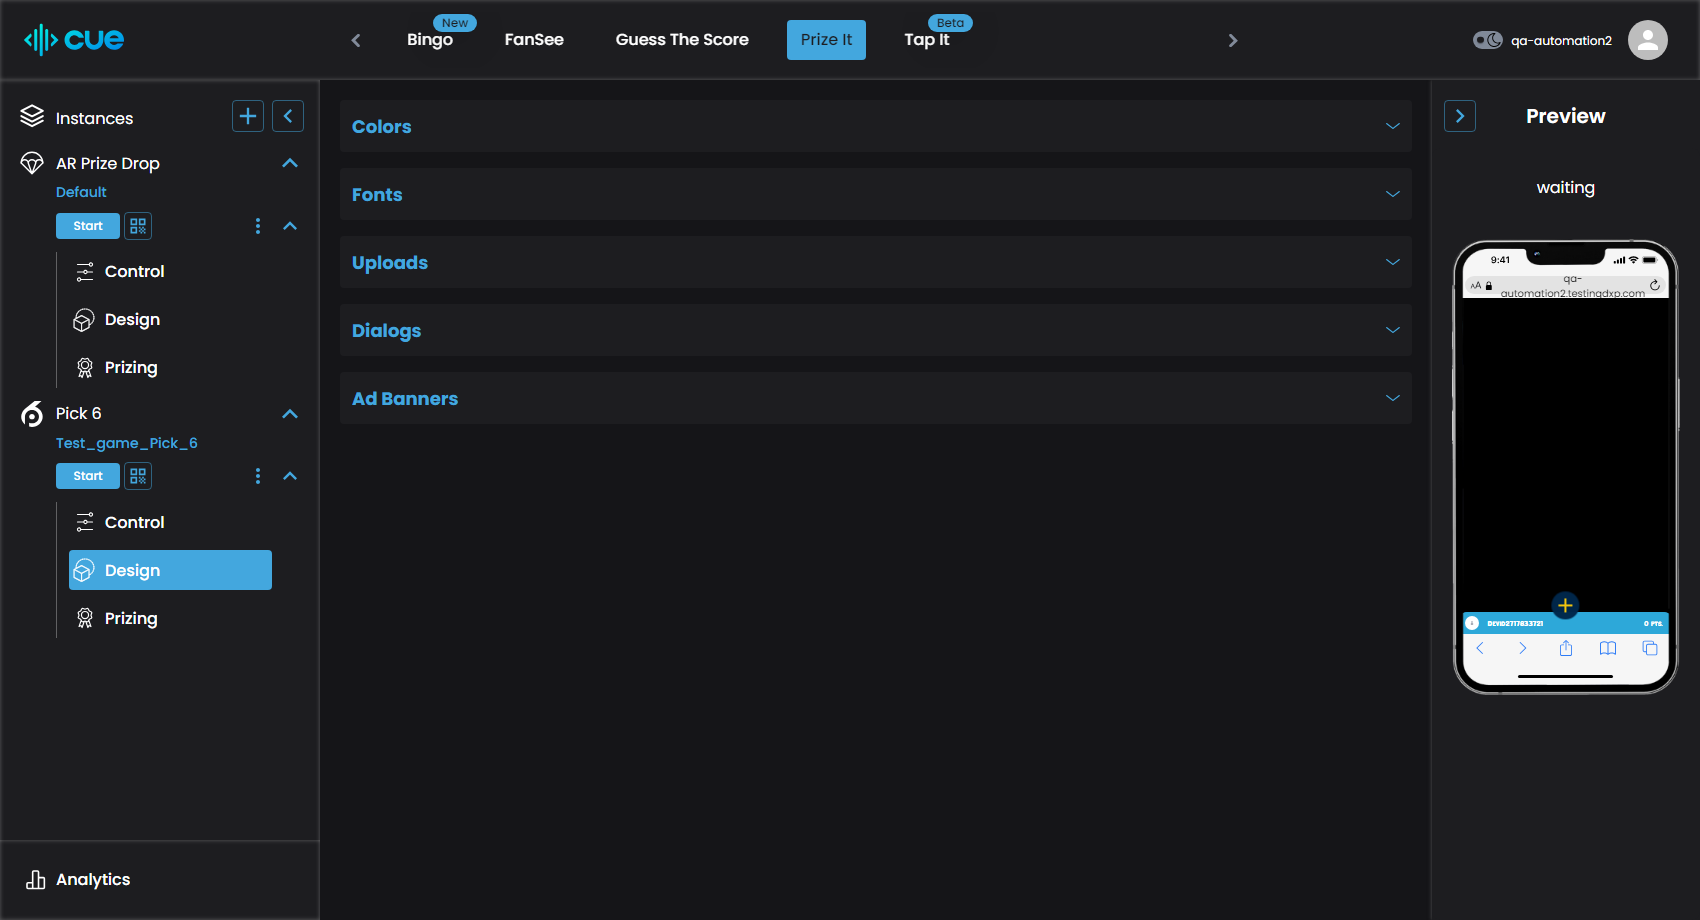 cue
New
Bingo
FanSee
Guess The Score
Prize It
Beta
Tap It
qa-automation2
Instances
AR Prize Drop
Default
Start
Control
Design
Prizing
Pick 6
Test_game_Pick_6
Start
Control
Design
Prizing
Analytics
Colors
Fonts
Uploads
Dialogs
Ad Banners
Preview
waiting
9:41
AA
qa-
automation2.testingdxp.com
0 PTS.